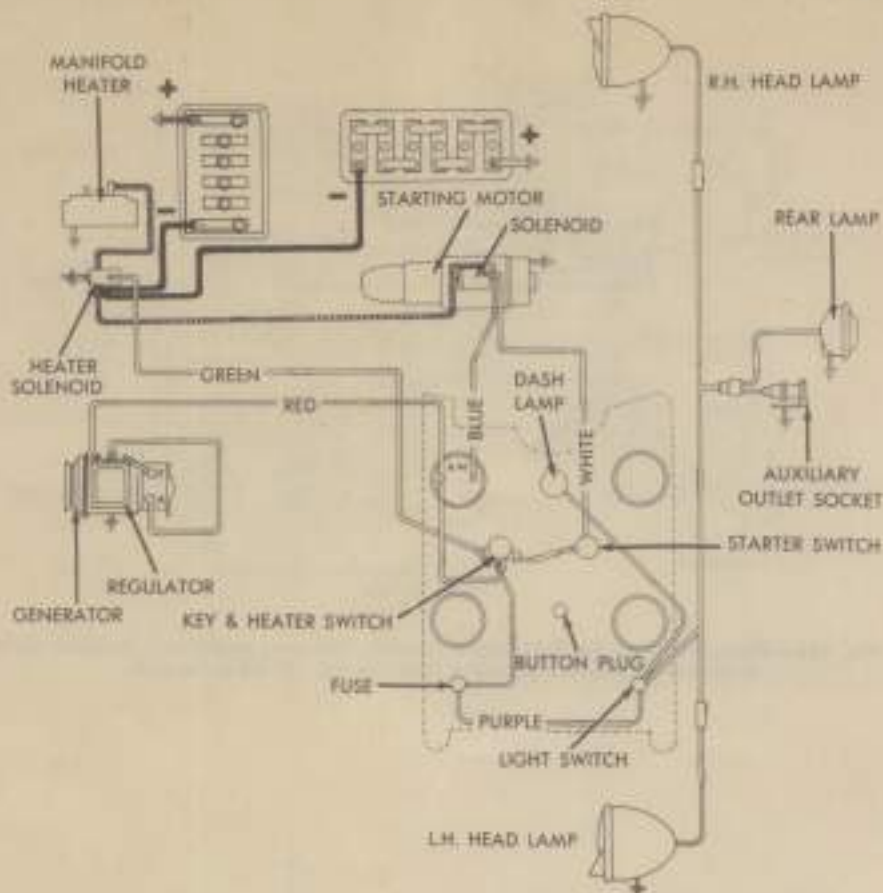 MANIFOLD
HEATER
+
R.H. HEAD LAMP
+
-
-
STARTING MOTOR
SOLENOID
REAR LAMP
HEATER
SOLENOID
GREEN
RED
BLUE
DASH
LAMP
WHITE
AUXILIARY
OUTLET SOCKET
STARTER SWITCH
REGULATOR
GENERATOR
KEY & HEATER SWITCH
BUTTON PLUG
FUSE
PURPLE
LIGHT SWITCH
L.H. HEAD LAMP